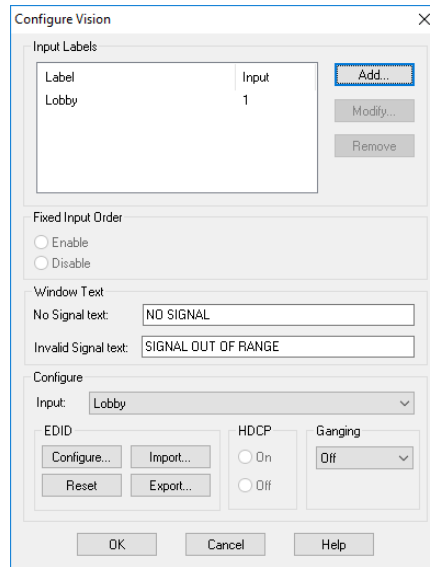 Configure Vision
Input Labels
Label Input
Lobby 1
Add...
Modify...
Remove
Fixed Input Order
Enable
Disable
Window Text
No Signal text: NO SIGNAL
Invalid Signal text: SIGNAL OUT OF RANGE
Configure
Input: Lobby
EDID
Configure... Import...
Reset Export...
HDCP
On
Off
Ganging
Off
OK Cancel Help